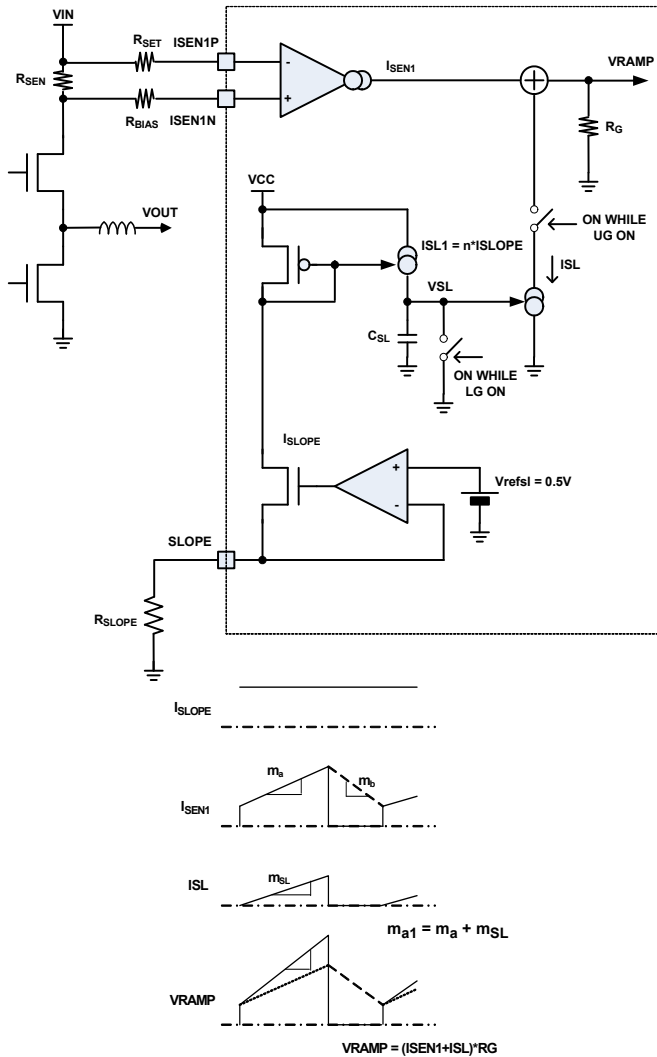 VIN
RSET
ISEN1P
ISEN1
VRAMP
RSEN
-
+
RBIAS
ISEN1N
RG
VCC
VOUT
ISL1 = n*ISLOPE
ON WHILE
UG ON
VSL
ISL
CSL
ON WHILE
LG ON
ISLOPE
+
-
Vrefsl = 0.5V
SLOPE
RSLOPE
ISLOPE
ma
mb
ISEN1
mSL
ISL
ma1 = ma + mSL
VRAMP
VRAMP = (ISEN1+ISL)*RG